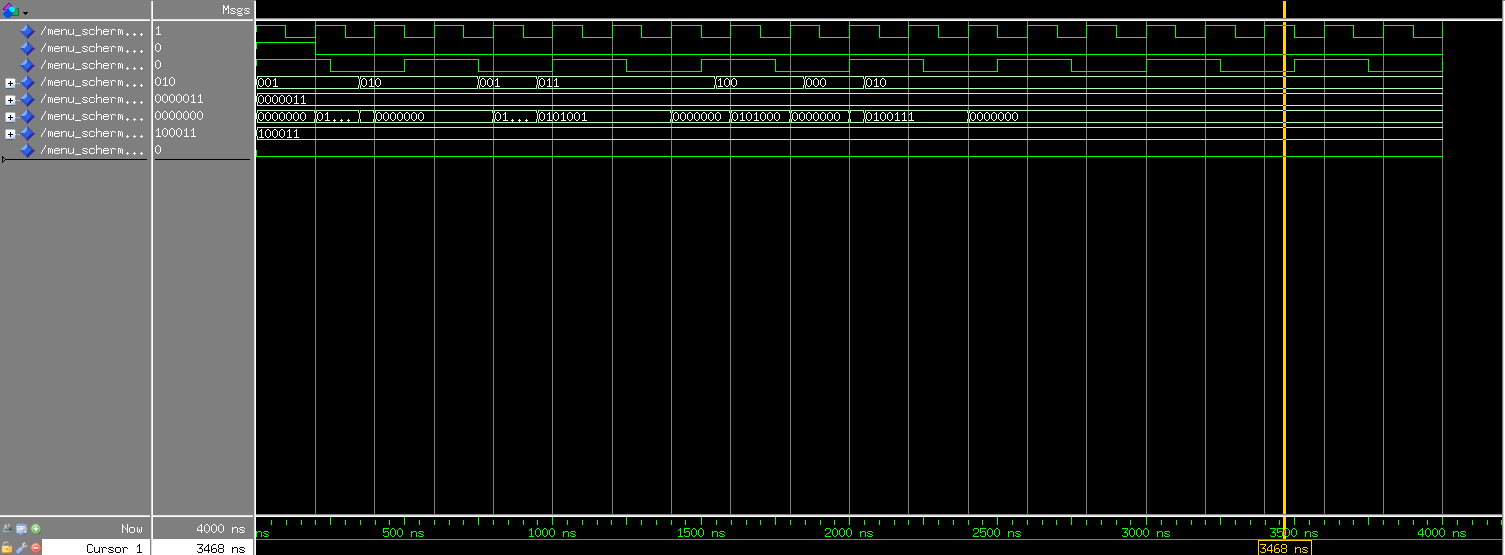 Msgs
/menu_scherm... 1
/menu_scherm... 0
/menu_scherm... 0
/menu_scherm... 010 001 010 001 011 100 000 010
/menu_scherm... 0000011 0000011
/menu_scherm... 0000000 0000000 01... 0000000 01... 0101001 0000000 0101000 0000000 0100111 0000000
/menu_scherm... 100011 100011
/menu_scherm... 0
Now 4000 ns ns 500 ns 1000 ns 1500 ns 2000 ns 2500 ns 3000 ns 3500 ns 4000 ns
Cursor 1 3468 ns 3468 ns